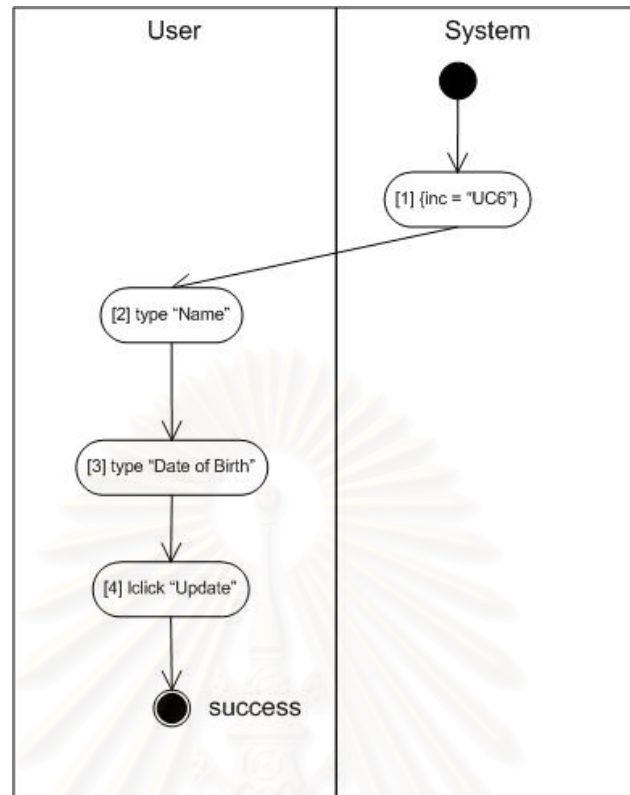 User
System
[1] {inc = “UC6”}
[2] type “Name”
[3] type “Date of Birth”
[4] lclick “Update”
success